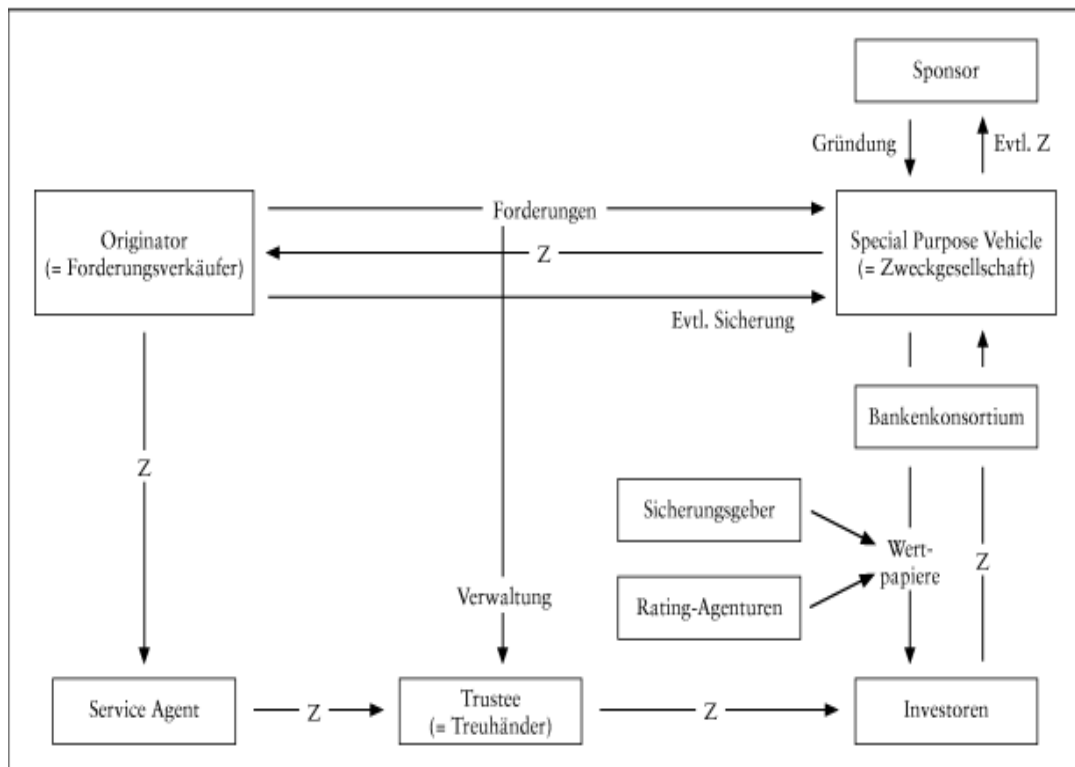 Sponsor
Gründung
Evtl. Z
Forderungen
Originator
(= Forderungsverkäufer)
Special Purpose Vehicle
(= Zweckgesellschaft)
Z
Evtl. Sicherung
Bankenkonsortium
Z
Sicherungsgeber
Wert-
papiere
Z
Rating-Agenturen
Verwaltung
Service Agent
Z
Trustee
(= Treuhänder)
Z
Investoren